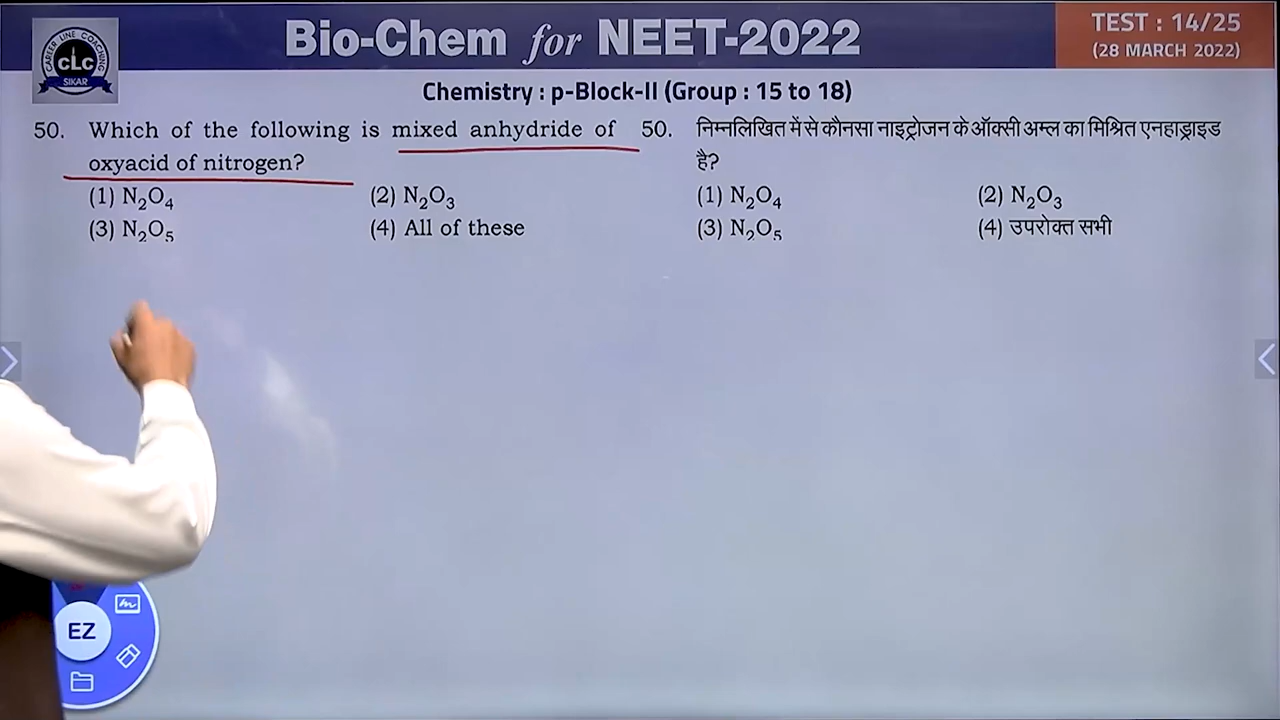 CAREER LINE COACHING
CLC
SIKAR
Bio-Chem for NEET-2022
TEST : 14/25
(28 MARCH 2022)
Chemistry : p-Block-II (Group : 15 to 18)
50. Which of the following is mixed anhydride of oxyacid of nitrogen?
(1) N₂O₄ (2) N₂O₃
(3) N₂O₅ (4) All of these
50. निम्नलिखित में से कौनसा नाइट्रोजन के ऑक्सी अम्ल का मिश्रित एनहाड्राइड
है?
(1) N₂O₄ (2) N₂O₃
(3) N₂O₅ (4) उपरोक्त सभी
EZ